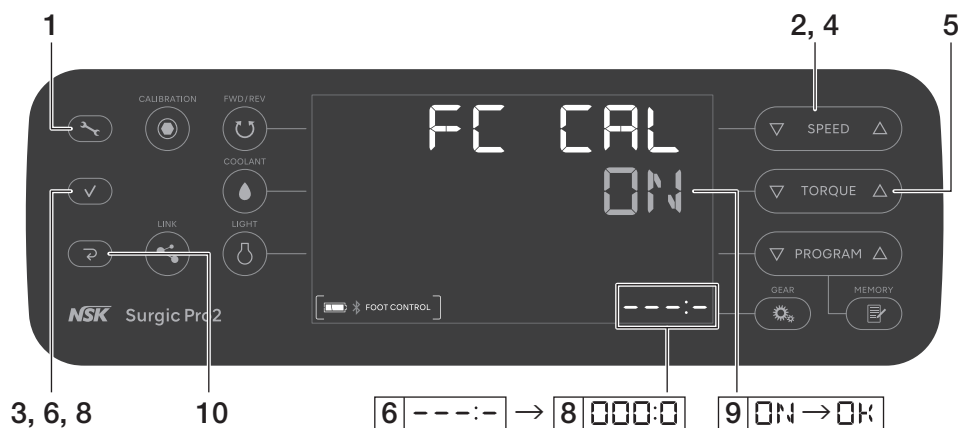 1
2, 4
5
CALIBRATION
FWD/REV
FC CAL
SPEED
COOLANT
ON
TORQUE
LINK
LIGHT
PROGRAM
GEAR
MEMORY
FOOT CONTROL
---:-
NSK Surgic Pro2
3, 6, 8
10
6 ---:- → 8 000:0
9 ON → OK